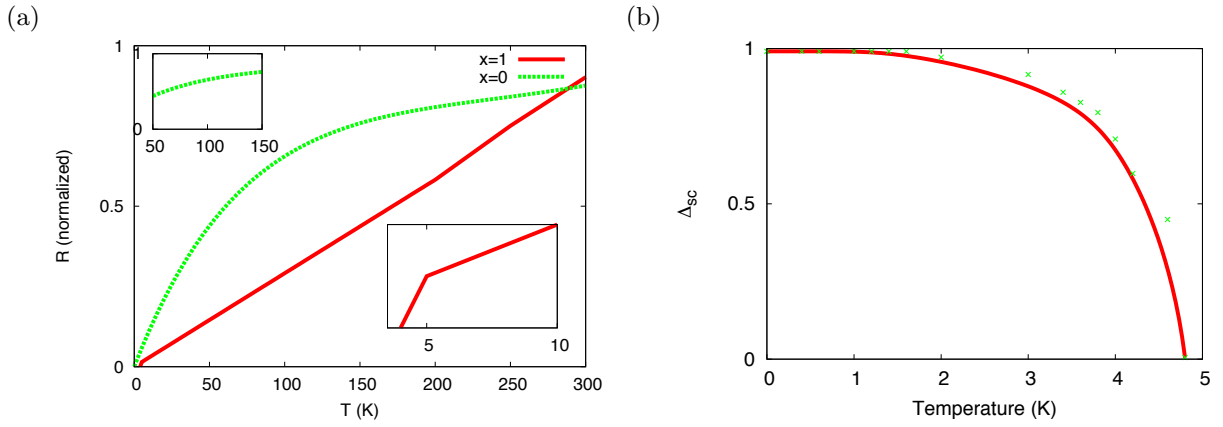 (a)
1
0.5
0
R (normalized)
0 50 100 150 200 250 300
T (K)
x=1
x=0
1
0
50 100 150
5 10
(b)
1
0.5
0
Δsc
0 1 2 3 4 5
Temperature (K)